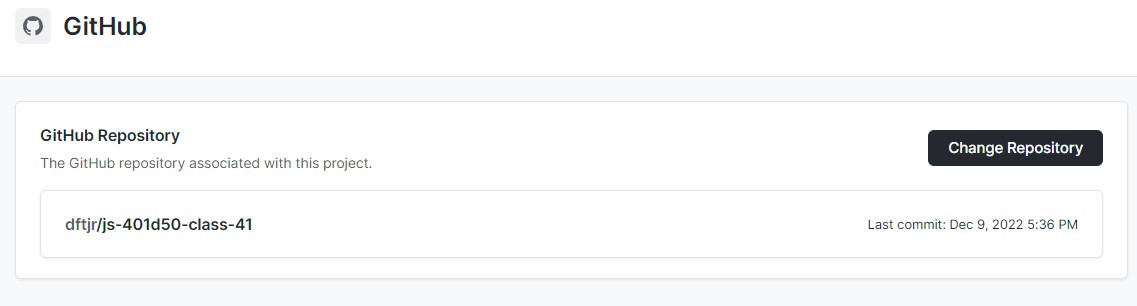 GitHub
GitHub Repository
The GitHub repository associated with this project.
Change Repository
dftjr/js-401d50-class-41
Last commit: Dec 9, 2022 5:36 PM